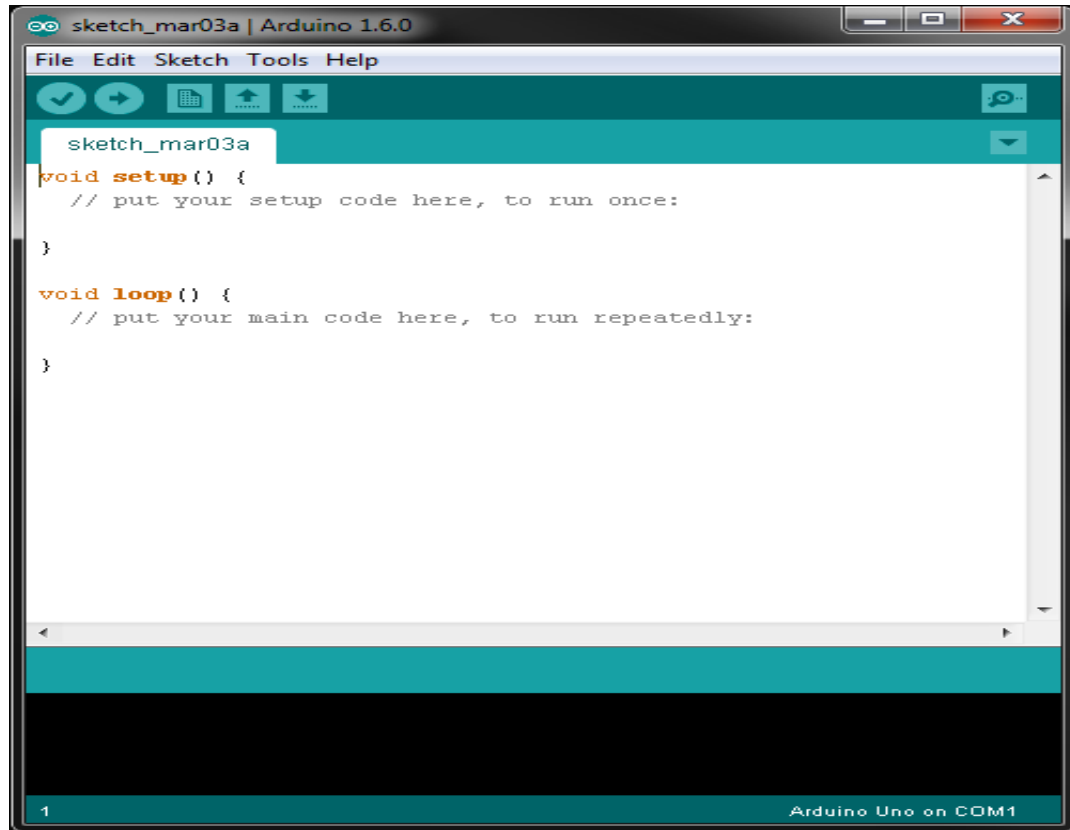 sketch_mar03a | Arduino 1.6.0
File Edit Sketch Tools Help
sketch_mar03a
void setup() {
  // put your setup code here, to run once:
}
void loop() {
  // put your main code here, to run repeatedly:
}
1
Arduino Uno on COM1